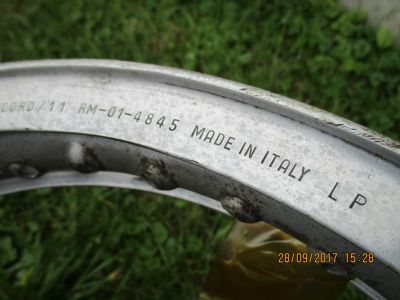 CORD/11 RM-01-4845 MADE IN ITALY L P
28/09/2017 15:28